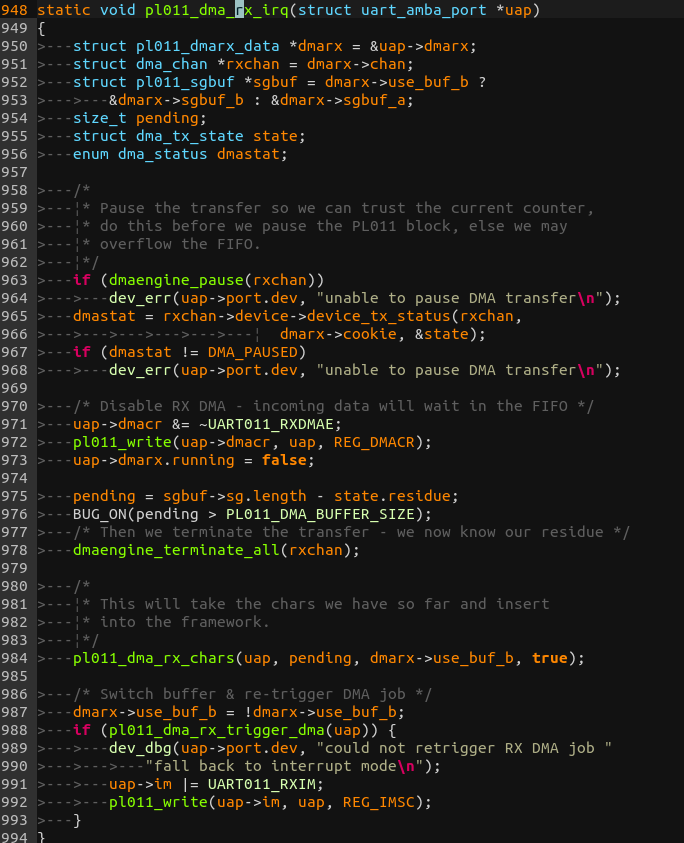 948 static void pl011_dma_rx_irq(struct uart_amba_port *uap)
949 {
950 >---struct pl011_dmarx_data *dmarx = &uap->dmarx;
951 >---struct dma_chan *rxchan = dmarx->chan;
952 >---struct pl011_sgbuf *sgbuf = dmarx->use_buf_b ?
953 >--->---&dmarx->sgbuf_b : &dmarx->sgbuf_a;
954 >---size_t pending;
955 >---struct dma_tx_state state;
956 >---enum dma_status dmastat;
957
958 >---/*
959 >---¦* Pause the transfer so we can trust the current counter,
960 >---¦* do this before we pause the PL011 block, else we may
961 >---¦* overflow the FIFO.
962 >---¦*/
963 >---if (dmaengine_pause(rxchan))
964 >--->---dev_err(uap->port.dev, "unable to pause DMA transfer\n");
965 >---dmastat = rxchan->device->device_tx_status(rxchan,
966 >--->--->--->--->--->---¦  dmarx->cookie, &state);
967 >---if (dmastat != DMA_PAUSED)
968 >--->---dev_err(uap->port.dev, "unable to pause DMA transfer\n");
969
970 >---/* Disable RX DMA - incoming data will wait in the FIFO */
971 >---uap->dmacr &= ~UART011_RXDMAE;
972 >---pl011_write(uap->dmacr, uap, REG_DMACR);
973 >---uap->dmarx.running = false;
974
975 >---pending = sgbuf->sg.length - state.residue;
976 >---BUG_ON(pending > PL011_DMA_BUFFER_SIZE);
977 >---/* Then we terminate the transfer - we now know our residue */
978 >---dmaengine_terminate_all(rxchan);
979
980 >---/*
981 >---¦* This will take the chars we have so far and insert
982 >---¦* into the framework.
983 >---¦*/
984 >---pl011_dma_rx_chars(uap, pending, dmarx->use_buf_b, true);
985
986 >---/* Switch buffer & re-trigger DMA job */
987 >---dmarx->use_buf_b = !dmarx->use_buf_b;
988 >---if (pl011_dma_rx_trigger_dma(uap)) {
989 >--->---dev_dbg(uap->port.dev, "could not retrigger RX DMA job "
990 >--->--->---"fall back to interrupt mode\n");
991 >--->---uap->im |= UART011_RXIM;
992 >--->---pl011_write(uap->im, uap, REG_IMSC);
993 >---}
994 }